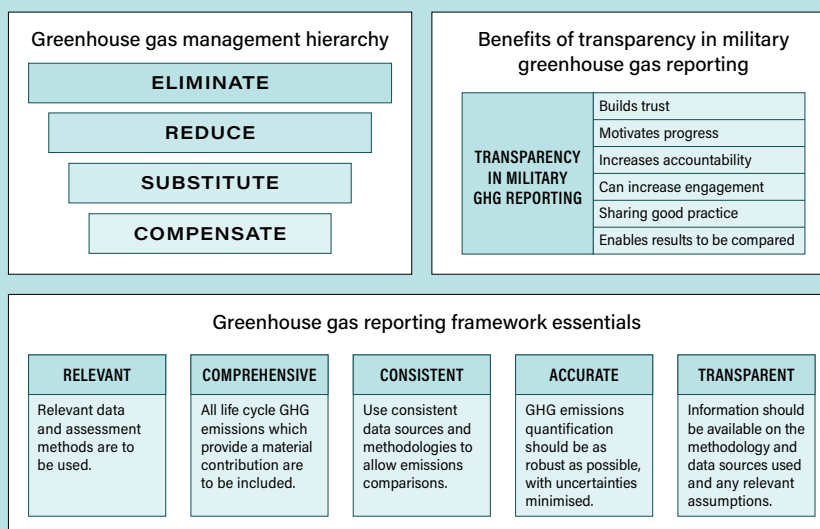 Greenhouse gas management hierarchy
ELIMINATE
REDUCE
SUBSTITUTE
COMPENSATE
Benefits of transparency in military
greenhouse gas reporting
TRANSPARENCY
IN MILITARY
GHG REPORTING
Builds trust
Motivates progress
Increases accountability
Can increase engagement
Sharing good practice
Enables results to be compared
Greenhouse gas reporting framework essentials
RELEVANT
Relevant data
and assessment
methods are to
be used.
COMPREHENSIVE
All life cycle GHG
emissions which
provide a material
contribution are
to be included.
CONSISTENT
Use consistent
data sources and
methodologies to
allow emissions
comparisons.
ACCURATE
GHG emissions
quantification
should be as
robust as possible,
with uncertainties
minimised.
TRANSPARENT
Information should
be available on the
methodology and
data sources used
and any relevant
assumptions.